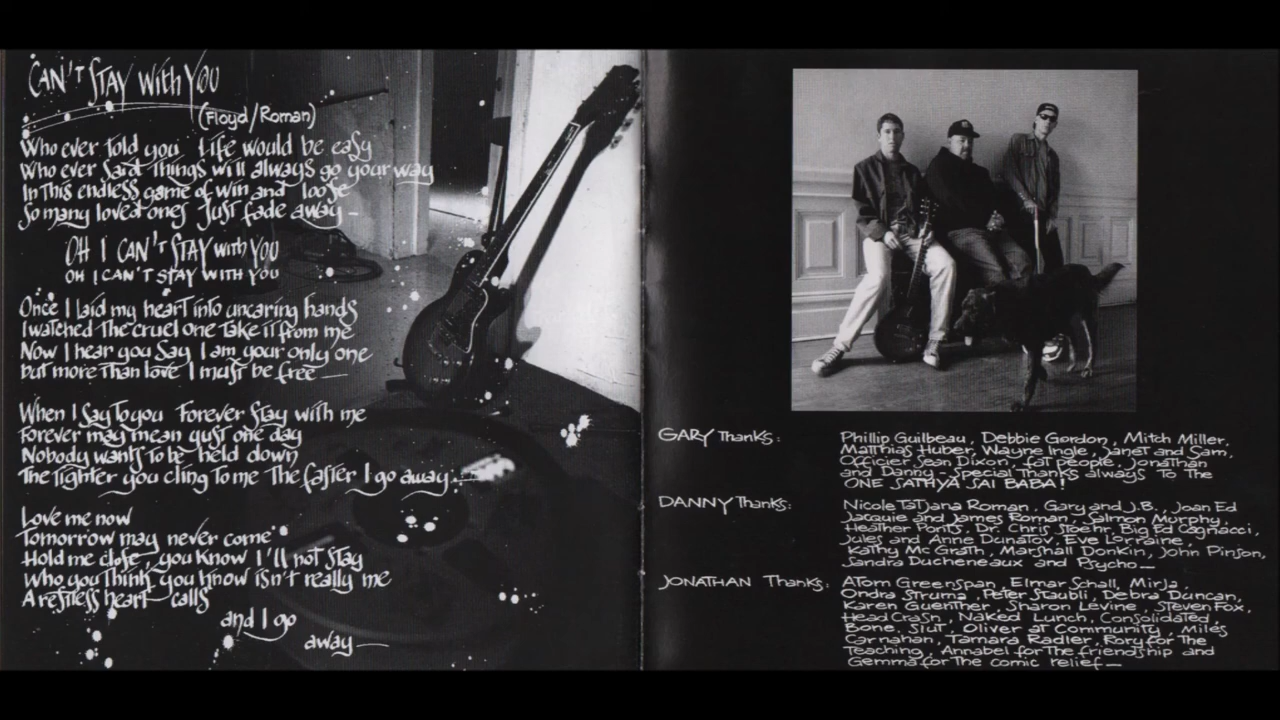 CAN'T STAY WITH YOU
(Floyd/Roman)
Who ever told you Life would be easy
Who ever Said Things will always go your way
In This endless game of win and loose
So many loved ones Just fade away -
OH I CAN'T STAY WITH YOU
OH I CAN'T STAY WITH YOU
Once I laid my heart into uncaring hands
I watched The cruel one Take it from me
Now I hear you Say I am your only one
but more Than love I must be free -
When I Say To you Forever Stay with me
Forever may mean qust one day
Nobody wants To be held down
The Tighter you cling To me The faster I go away -
Love me now
Tomorrow may never come
Hold me close, you know I'll not stay
Who you Think you know isn't really me
A restless heart calls
and I go
away -
GARY Thanks:
Phillip Guilbeau, Debbie Gordon, Mitch Miller,
Matthias Huber, Wayne Ingle, Janet and Sam,
Officier Sean Dixon, fat people, Jonathan
and Danny - Special Thanks always To The
ONE SATHYA SAI BABA!
DANNY Thanks:
Nicole TaTJana Roman, Gary and J.B., Joan Ed
Jacquie and James Roman, Salmon Murphy,
Heather Ponts, Dr. Chris Stoehr, Big Ed Cagnacci,
Jules and Anne Dunatov, Eve Lorraine,
Kathy McGrath, Marshall Donkin, John Pinson,
Sandra Ducheneaux and Psycho -
JONATHAN Thanks:
ATom Greenspan, Elmar Schall, Mirja,
Ondra Struma, Peter Staubli, Debra Duncan,
Karen Guenther, Sharon Levine, Steven Fox,
Head Crash, Naked Lunch, Consolidated,
Bone, Slut, Oliver at Community, Miles
Carnahan, Tamara Radler, Rory for The
Teaching, Annabel for The friendship and
Gemma for The comic relief -